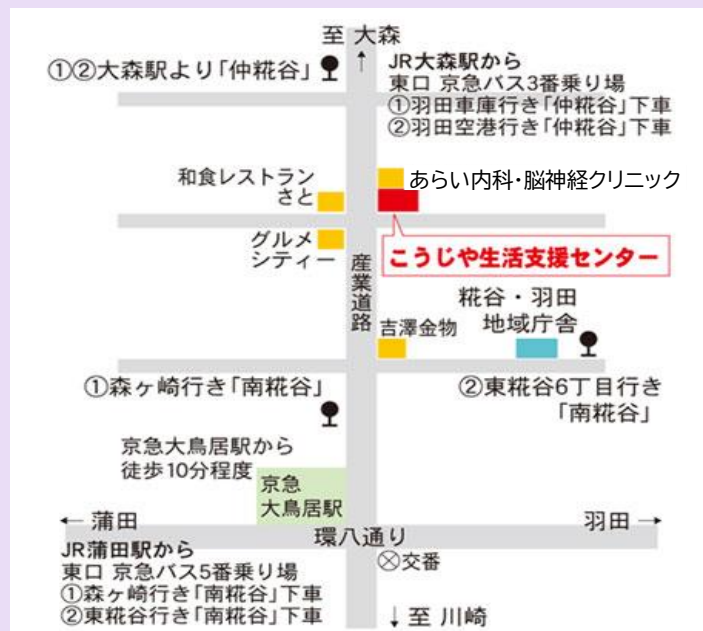 至 大森
↑
①②大森駅より「仲糀谷」
JR大森駅から
東口 京急バス3番乗り場
①羽田車庫行き「仲糀谷」下車
②羽田空港行き「仲糀谷」下車
和食レストラン
さと
あらい内科・脳神経クリニック
グルメ
シティー
こうじや生活支援センター
産業道路
糀谷・羽田
地域庁舎
吉澤金物
①森ヶ崎行き「南糀谷」
②東糀谷6丁目行き
「南糀谷」
京急大鳥居駅から
徒歩10分程度
京急
大鳥居駅
← 蒲田
羽田 →
環八通り
JR蒲田駅から
東口 京急バス5番乗り場
①森ヶ崎行き「南糀谷」下車
②東糀谷行き「南糀谷」下車
交番
↓ 至 川崎